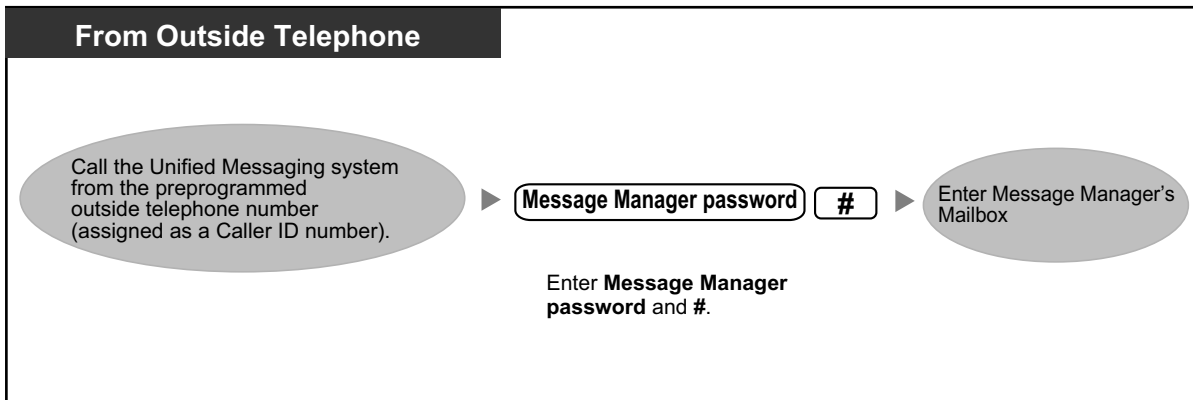 From Outside Telephone
Call the Unified Messaging system
from the preprogrammed
outside telephone number
(assigned as a Caller ID number).
Message Manager password #
Enter Message Manager
password and #.
Enter Message Manager's
Mailbox